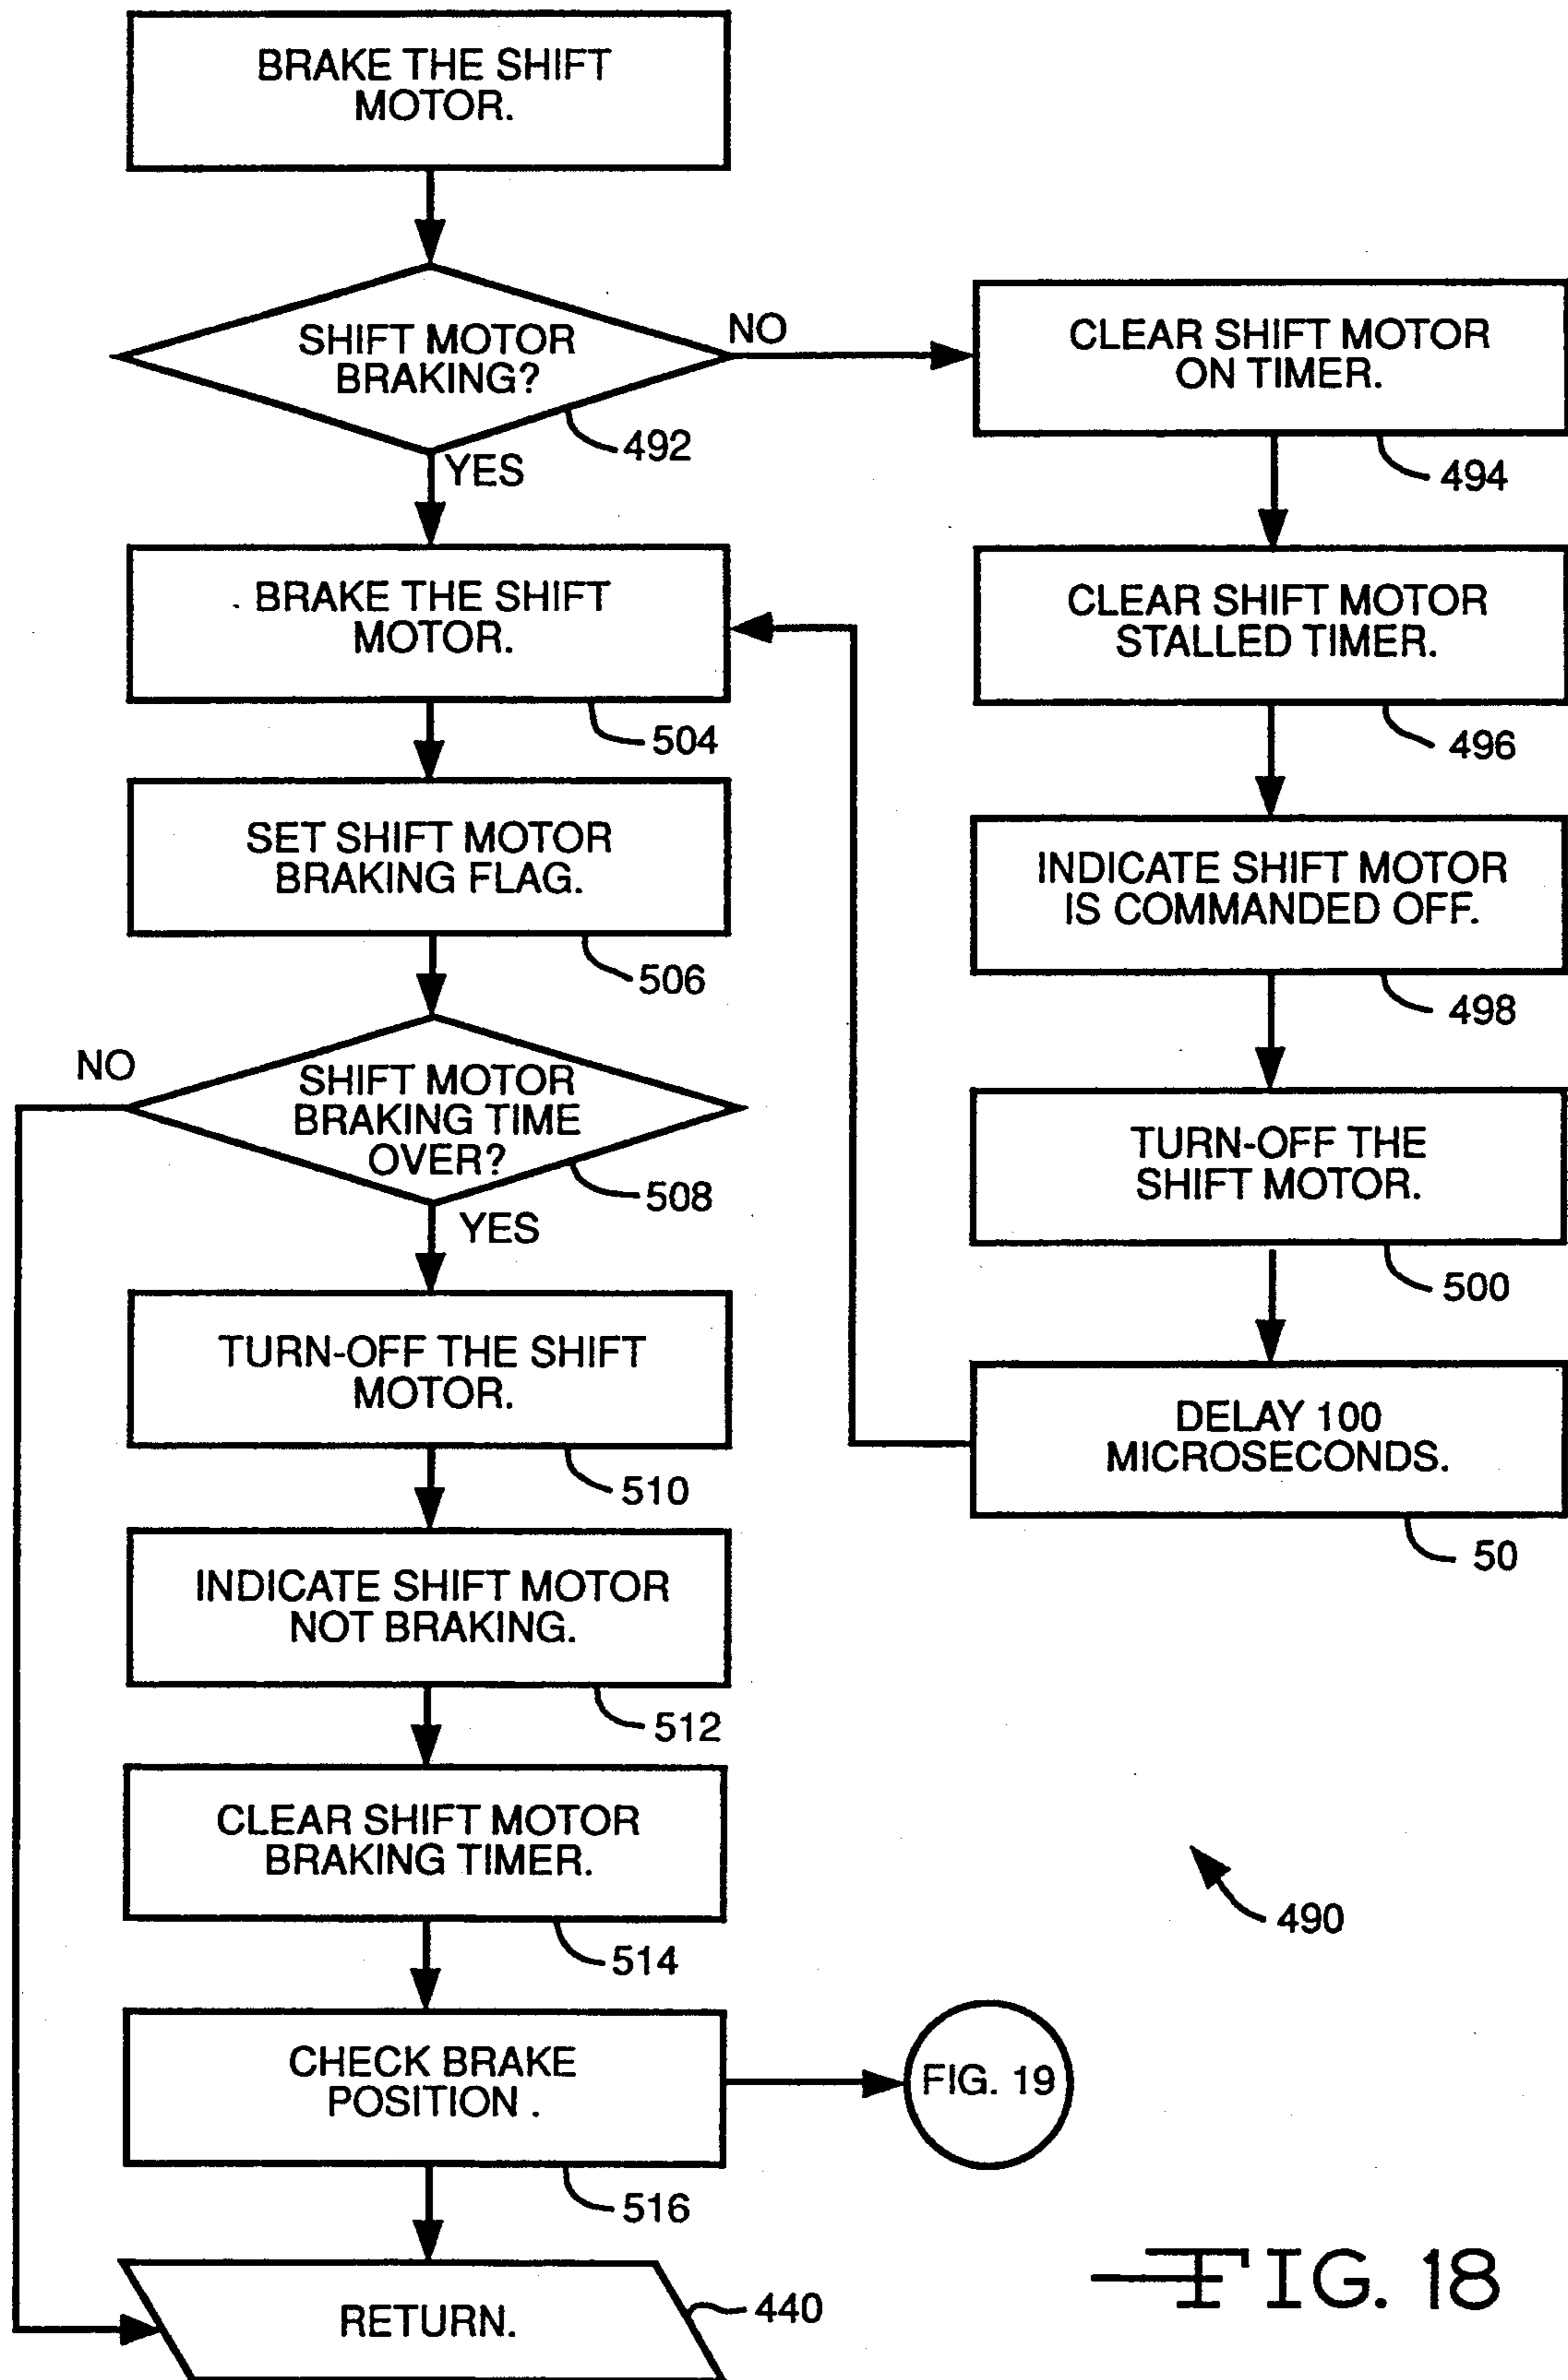 BRAKE THE SHIFT
MOTOR.
SHIFT MOTOR
BRAKING?
NO
492
YES
CLEAR SHIFT MOTOR
ON TIMER.
494
CLEAR SHIFT MOTOR
STALLED TIMER.
496
INDICATE SHIFT MOTOR
IS COMMANDED OFF.
498
TURN-OFF THE
SHIFT MOTOR.
500
DELAY 100
MICROSECONDS.
50
BRAKE THE SHIFT
MOTOR.
504
SET SHIFT MOTOR
BRAKING FLAG.
506
NO
SHIFT MOTOR
BRAKING TIME
OVER?
508
YES
TURN-OFF THE SHIFT
MOTOR.
510
INDICATE SHIFT MOTOR
NOT BRAKING.
512
CLEAR SHIFT MOTOR
BRAKING TIMER.
514
490
CHECK BRAKE
POSITION .
FIG. 19
516
RETURN.
440
FIG. 18